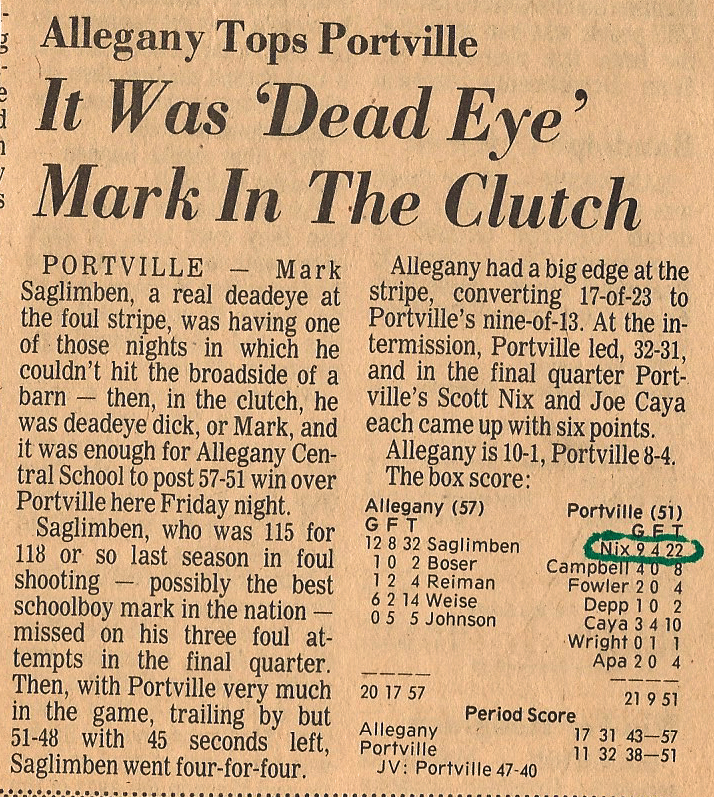 Allegany Tops Portville
It Was 'Dead Eye'
Mark In The Clutch
PORTVILLE — Mark
Saglimben, a real deadeye at
the foul stripe, was having one
of those nights in which he
couldn't hit the broadside of a
barn — then, in the clutch, he
was deadeye dick, or Mark, and
it was enough for Allegany Cen-
tral School to post 57-51 win over
Portville here Friday night.
Saglimben, who was 115 for
118 or so last season in foul
shooting — possibly the best
schoolboy mark in the nation —
missed on his three foul at-
tempts in the final quarter.
Then, with Portville very much
in the game, trailing by but
51-48 with 45 seconds left,
Saglimben went four-for-four.
Allegany had a big edge at the
stripe, converting 17-of-23 to
Portville's nine-of-13. At the in-
termission, Portville led, 32-31,
and in the final quarter Port-
ville's Scott Nix and Joe Caya
each came up with six points.
Allegany is 10-1, Portville 8-4.
The box score:
Allegany (57)
G F T
12 8 32 Saglimben
1 0 2 Boser
1 2 4 Reiman
6 2 14 Weise
0 5 5 Johnson
20 17 57
Portville (51)
G F T
Nix 9 4 22
Campbell 4 0 8
Fowler 2 0 4
Depp 1 0 2
Caya 3 4 10
Wright 0 1 1
Apa 2 0 4
21 9 51
Period Score
Allegany 17 31 43—57
Portville 11 32 38—51
JV: Portville 47-40